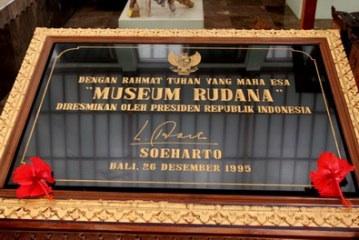 DENGAN RAHMAT TUHAN YANG MAHA ESA
"MUSEUM RUDANA"
DIRESMIKAN OLEH PRESIDEN REPUBLIK INDONESIA
SOEHARTO
BALI, 26 DESEMBER 1995